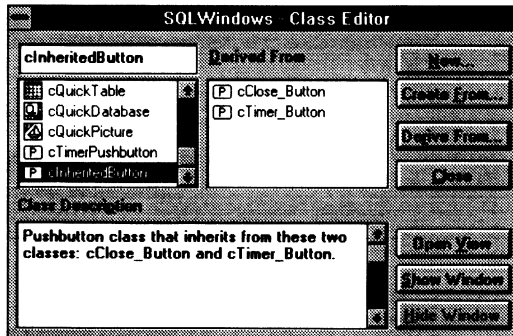 SQLWindows - Class Editor
cInheritedButton
Derived From
New...
cQuickTable
cQuickDatabase
cQuickPicture
cTimerPushbutton
cInheritedButton
cClose_Button
cTimer_Button
Create From...
Derive From...
Close
Class Description
Pushbutton class that inherits from these two
classes: cClose_Button and cTimer_Button.
Open View
Show Window
Hide Window